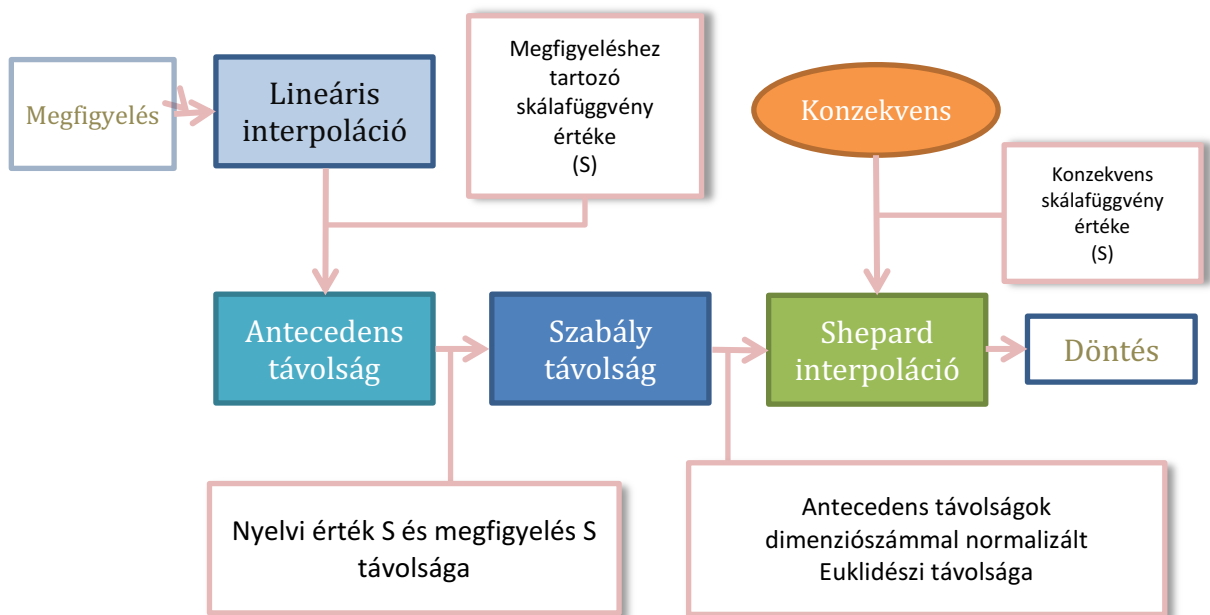 Megfigyelés
Lineáris
interpoláció
Megfigyeléshez
tartozó
skálafüggvény
értéke
(S)
Konzekvens
Konzekvens
skálafüggvény
értéke
(S)
Antecedens
távolság
Szabály
távolság
Shepard
interpoláció
Döntés
Nyelvi érték S és megfigyelés S
távolsága
Antecedens távolságok
dimenziószámmal normalizált
Euklidészi távolsága